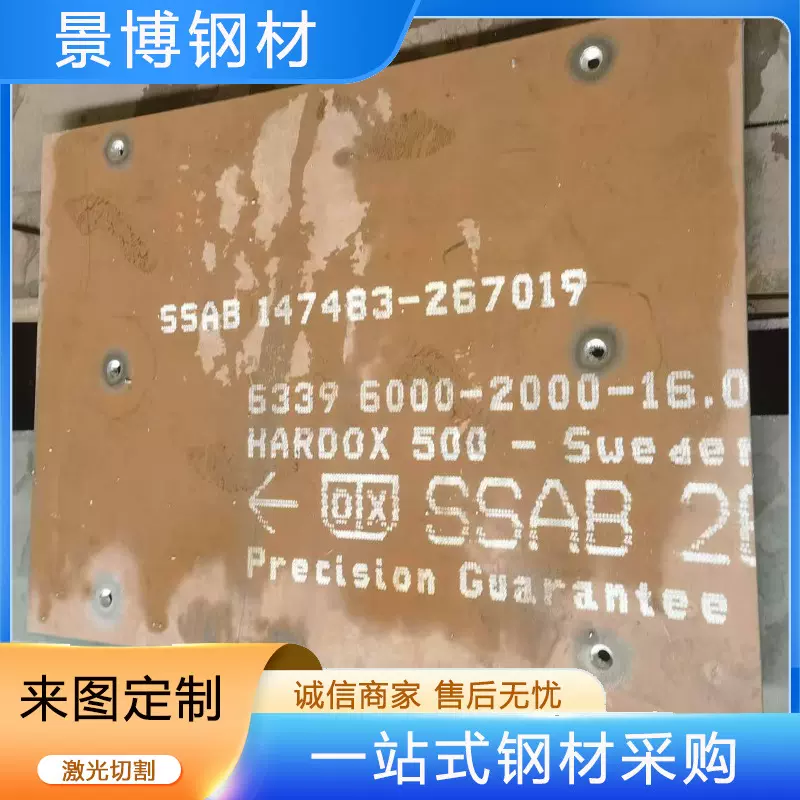 景博钢材
SSAB 147483-267019
6339 6000-2000-16.0
HARDOX 500 - Sweden
← OX SSAB 2
Precision Guarantee
来图定制
诚信商家 售后无忧
激光切割
一站式钢材采购